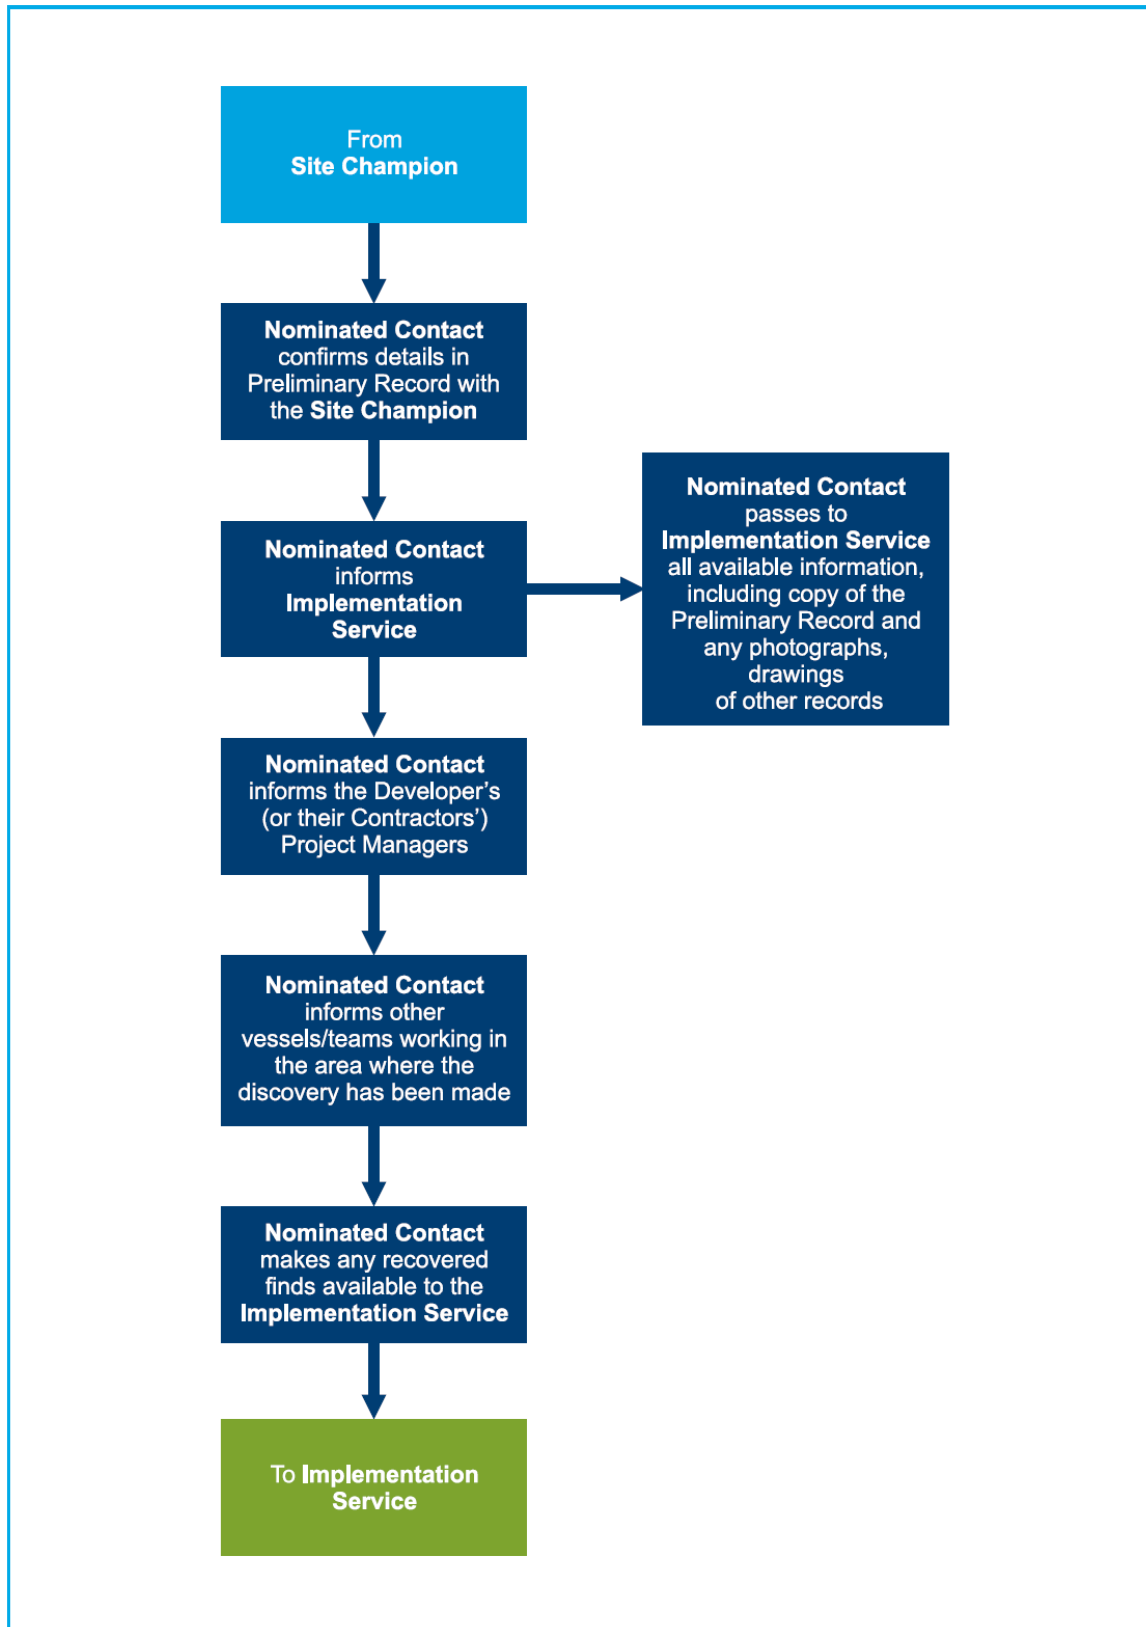 From
Site Champion
Nominated Contact
confirms details in
Preliminary Record with
the Site Champion
Nominated Contact
informs
Implementation
Service
Nominated Contact
passes to
Implementation Service
all available information,
including copy of the
Preliminary Record and
any photographs,
drawings
of other records
Nominated Contact
informs the Developer’s
(or their Contractors’)
Project Managers
Nominated Contact
informs other
vessels/teams working in
the area where the
discovery has been made
Nominated Contact
makes any recovered
finds available to the
Implementation Service
To Implementation
Service